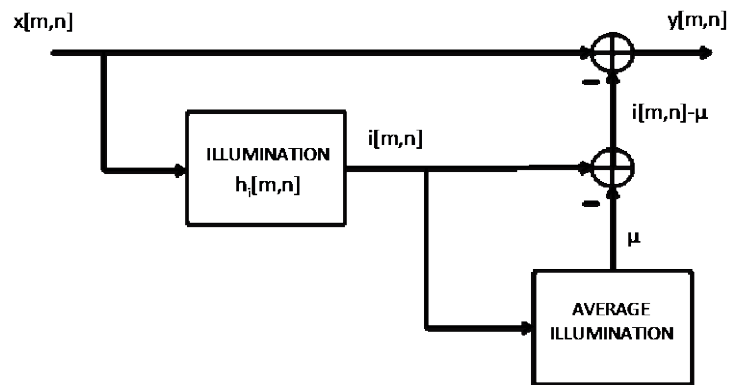 x[m,n]
y[m,n]
i[m,n]-μ
ILLUMINATION
hᵢ[m,n]
i[m,n]
μ
AVERAGE
ILLUMINATION